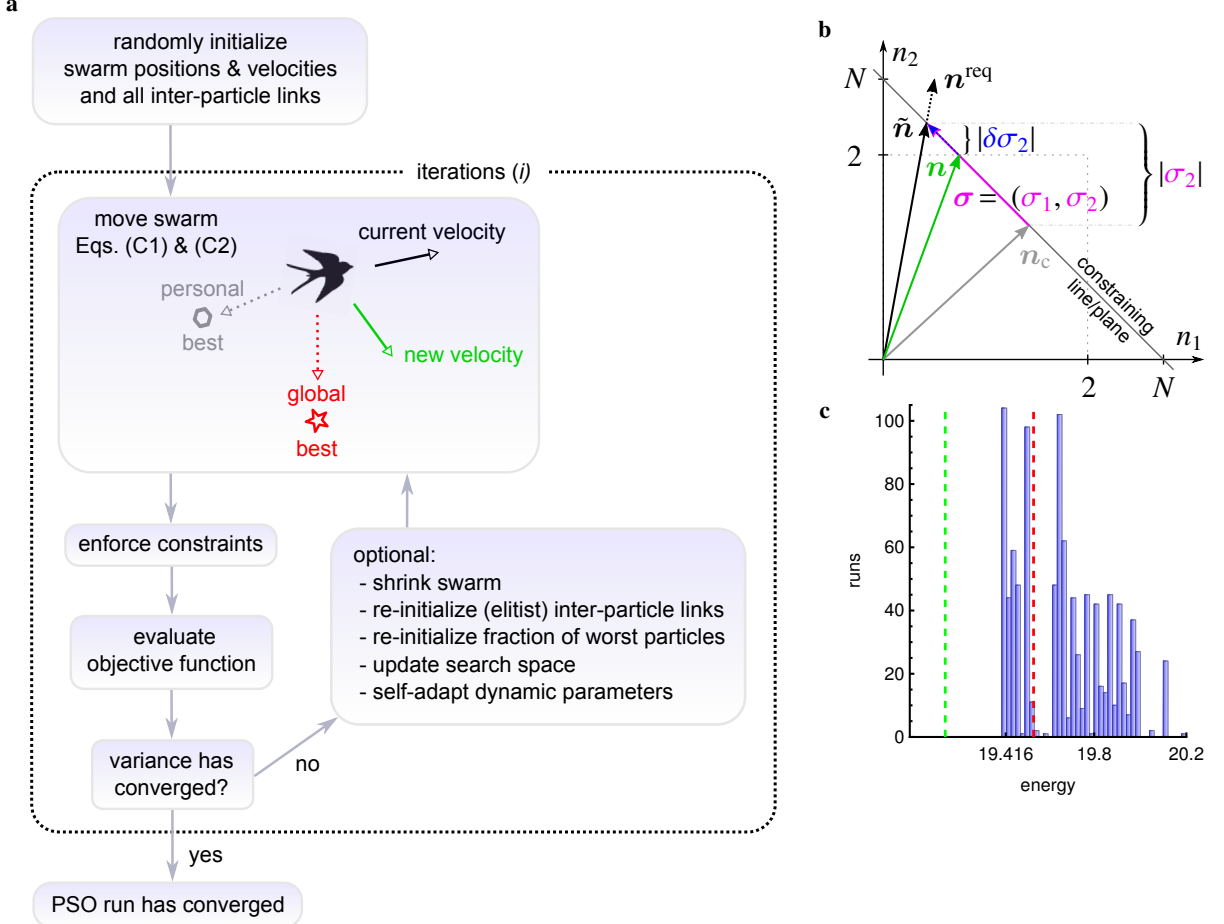 a
randomly initialize
swarm positions & velocities
and all inter-particle links
iterations (i)
move swarm
Eqs. (C1) & (C2)
current velocity
personal
best
new velocity
global
best
enforce constraints
evaluate
objective function
variance has
converged?
no
yes
optional:
- shrink swarm
- re-initialize (elitist) inter-particle links
- re-initialize fraction of worst particles
- update search space
- self-adapt dynamic parameters
PSO run has converged
b
n₂
N
n^req
ñ
} |δσ₂|
2
n
} |σ₂|
σ = (σ₁, σ₂)
n_c
constraining
line/plane
n₁
2
N
c
100
80
60
40
20
0
runs
19.416
19.8
20.2
energy